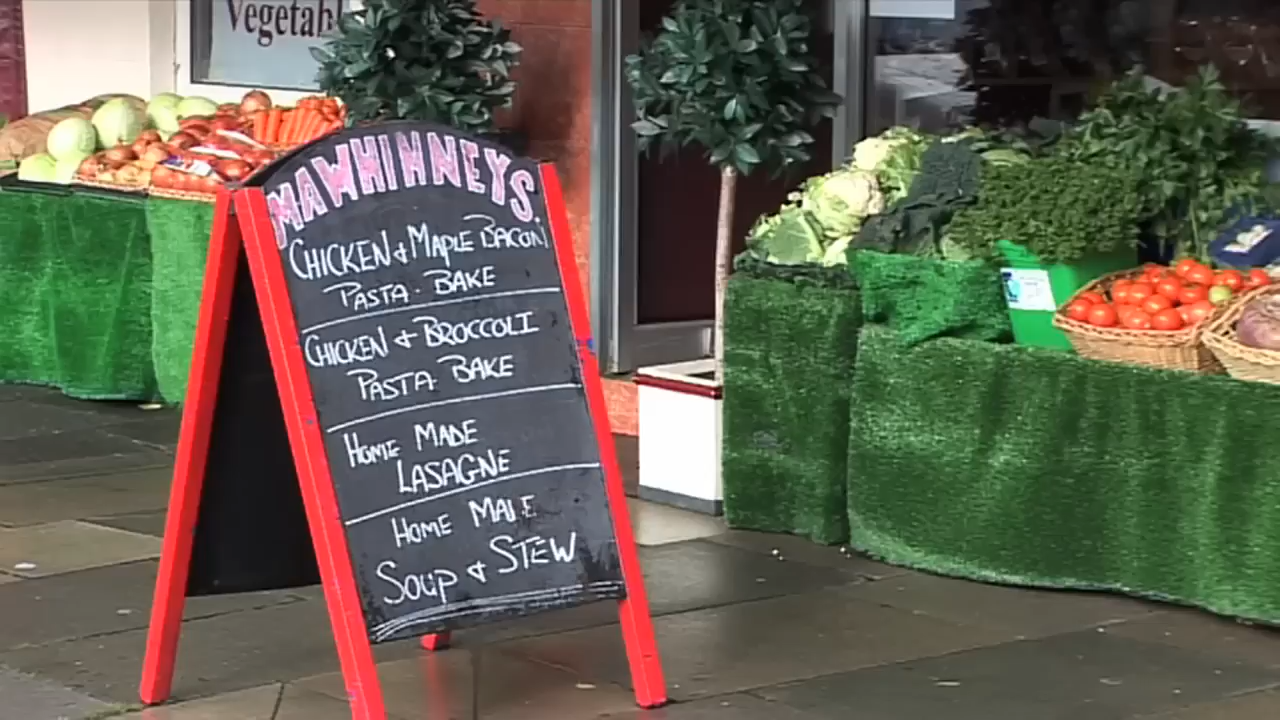 Vegetabl
MAWHINNEYS.
CHICKEN & MAPLE BACON
PASTA. BAKE
CHICKEN & BROCCOLI
PASTA BAKE
HOME MADE
LASAGNE
HOME MADE
SOUP & STEW